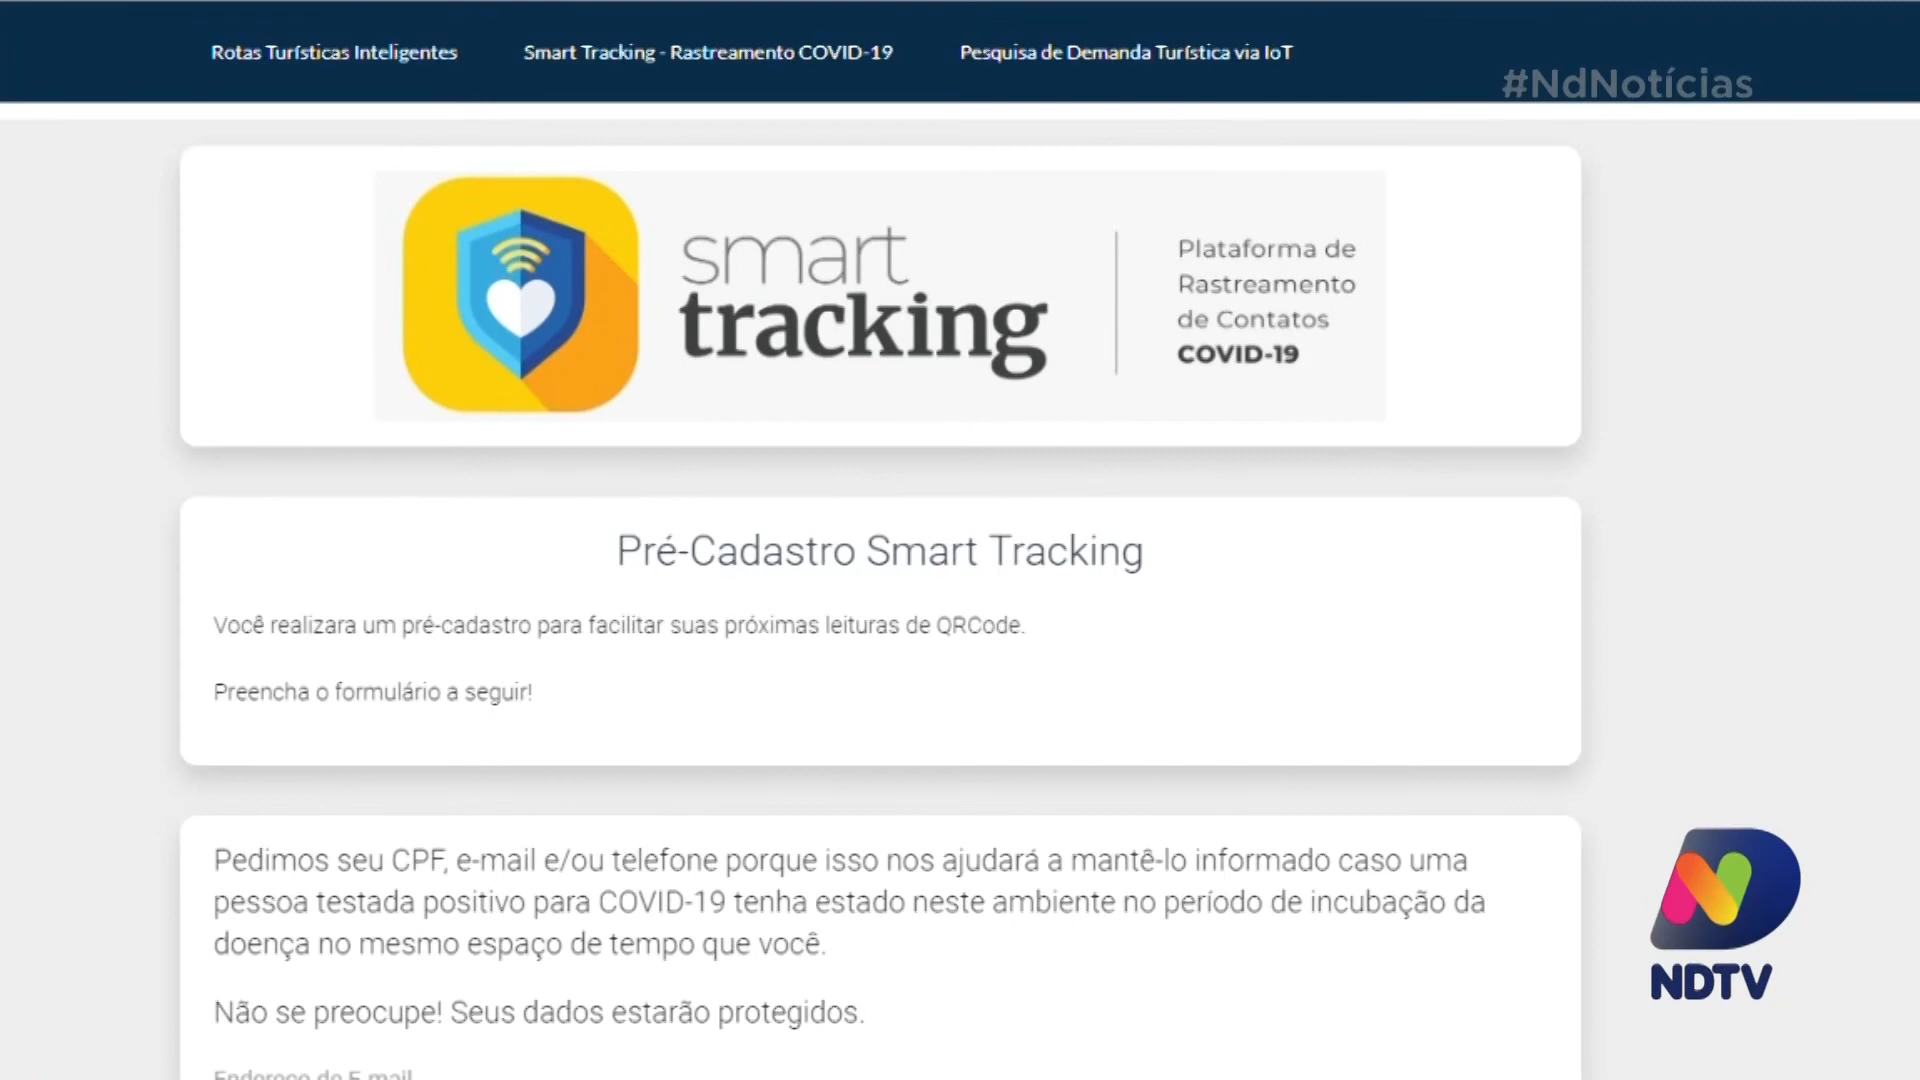 Rotas Turísticas Inteligentes Smart Tracking - Rastreamento COVID-19 Pesquisa de Demanda Turística via IoT
#NdNotícias
smart
tracking
Plataforma de
Rastreamento
de Contatos
COVID-19
Pré-Cadastro Smart Tracking
Você realizara um pré-cadastro para facilitar suas próximas leituras de QRCode.
Preencha o formulário a seguir!
Pedimos seu CPF, e-mail e/ou telefone porque isso nos ajudará a mantê-lo informado caso uma
pessoa testada positivo para COVID-19 tenha estado neste ambiente no período de incubação da
doença no mesmo espaço de tempo que você.
Não se preocupe! Seus dados estarão protegidos.
Endereço de E-mail
NDTV